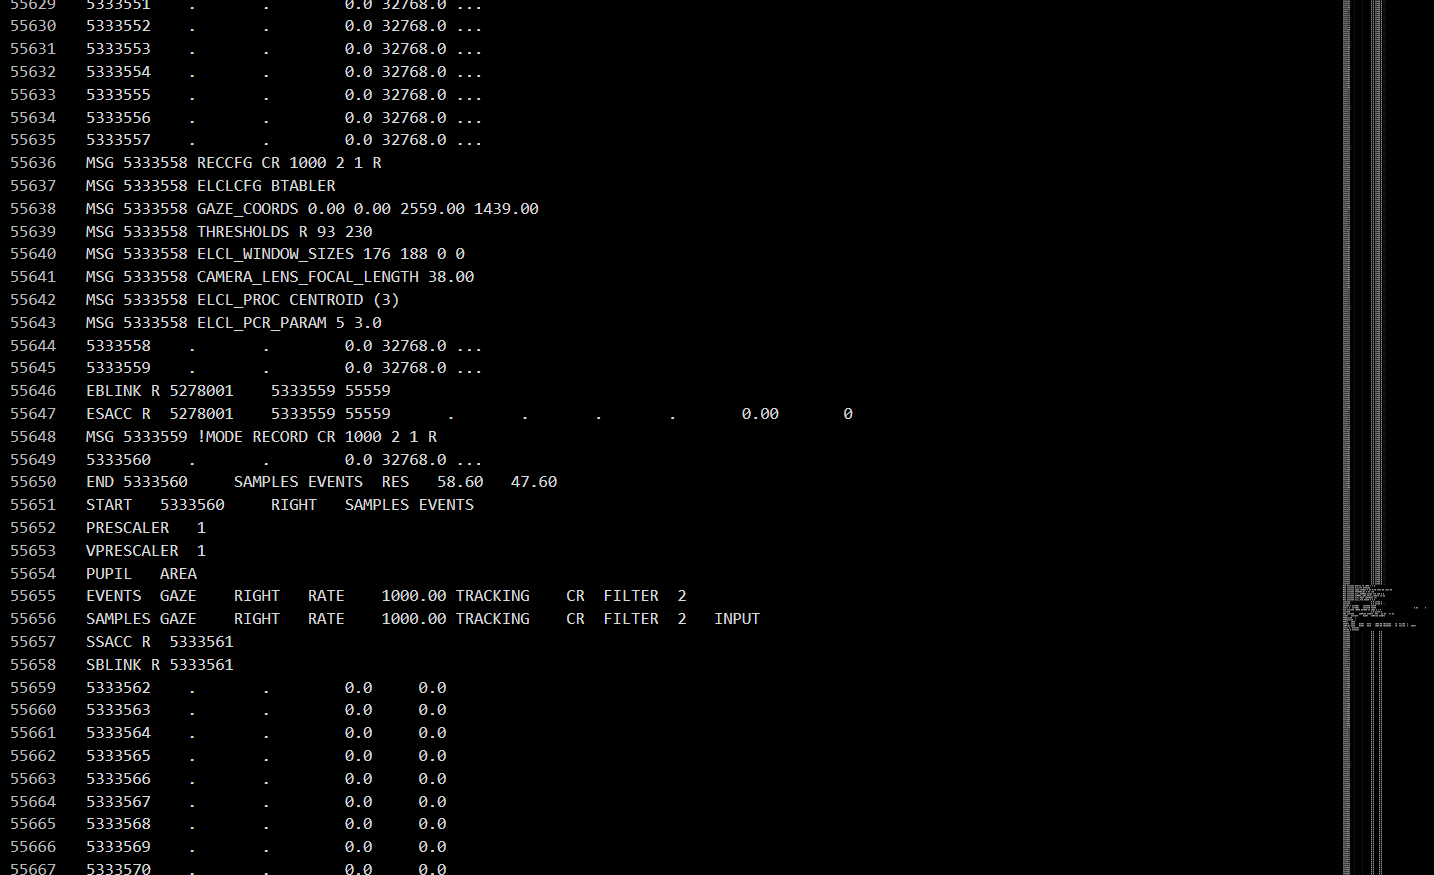 55629 5333551 . . 0.0 32768.0 ...
55630 5333552 . . 0.0 32768.0 ...
55631 5333553 . . 0.0 32768.0 ...
55632 5333554 . . 0.0 32768.0 ...
55633 5333555 . . 0.0 32768.0 ...
55634 5333556 . . 0.0 32768.0 ...
55635 5333557 . . 0.0 32768.0 ...
55636 MSG 5333558 RECCFG CR 1000 2 1 R
55637 MSG 5333558 ELCLCFG BTABLER
55638 MSG 5333558 GAZE_COORDS 0.00 0.00 2559.00 1439.00
55639 MSG 5333558 THRESHOLDS R 93 230
55640 MSG 5333558 ELCL_WINDOW_SIZES 176 188 0 0
55641 MSG 5333558 CAMERA_LENS_FOCAL_LENGTH 38.00
55642 MSG 5333558 ELCL_PROC CENTROID (3)
55643 MSG 5333558 ELCL_PCR_PARAM 5 3.0
55644 5333558 . . 0.0 32768.0 ...
55645 5333559 . . 0.0 32768.0 ...
55646 EBLINK R 5278001 5333559 55559
55647 ESACC R 5278001 5333559 55559 . . . . 0.00 0
55648 MSG 5333559 !MODE RECORD CR 1000 2 1 R
55649 5333560 . . 0.0 32768.0 ...
55650 END 5333560 SAMPLES EVENTS RES 58.60 47.60
55651 START 5333560 RIGHT SAMPLES EVENTS
55652 PRESCALER 1
55653 VPRESCALER 1
55654 PUPIL AREA
55655 EVENTS GAZE RIGHT RATE 1000.00 TRACKING CR FILTER 2
55656 SAMPLES GAZE RIGHT RATE 1000.00 TRACKING CR FILTER 2 INPUT
55657 SSACC R 5333561
55658 SBLINK R 5333561
55659 5333562 . . 0.0 0.0
55660 5333563 . . 0.0 0.0
55661 5333564 . . 0.0 0.0
55662 5333565 . . 0.0 0.0
55663 5333566 . . 0.0 0.0
55664 5333567 . . 0.0 0.0
55665 5333568 . . 0.0 0.0
55666 5333569 . . 0.0 0.0
55667 5333570 . . 0.0 0.0